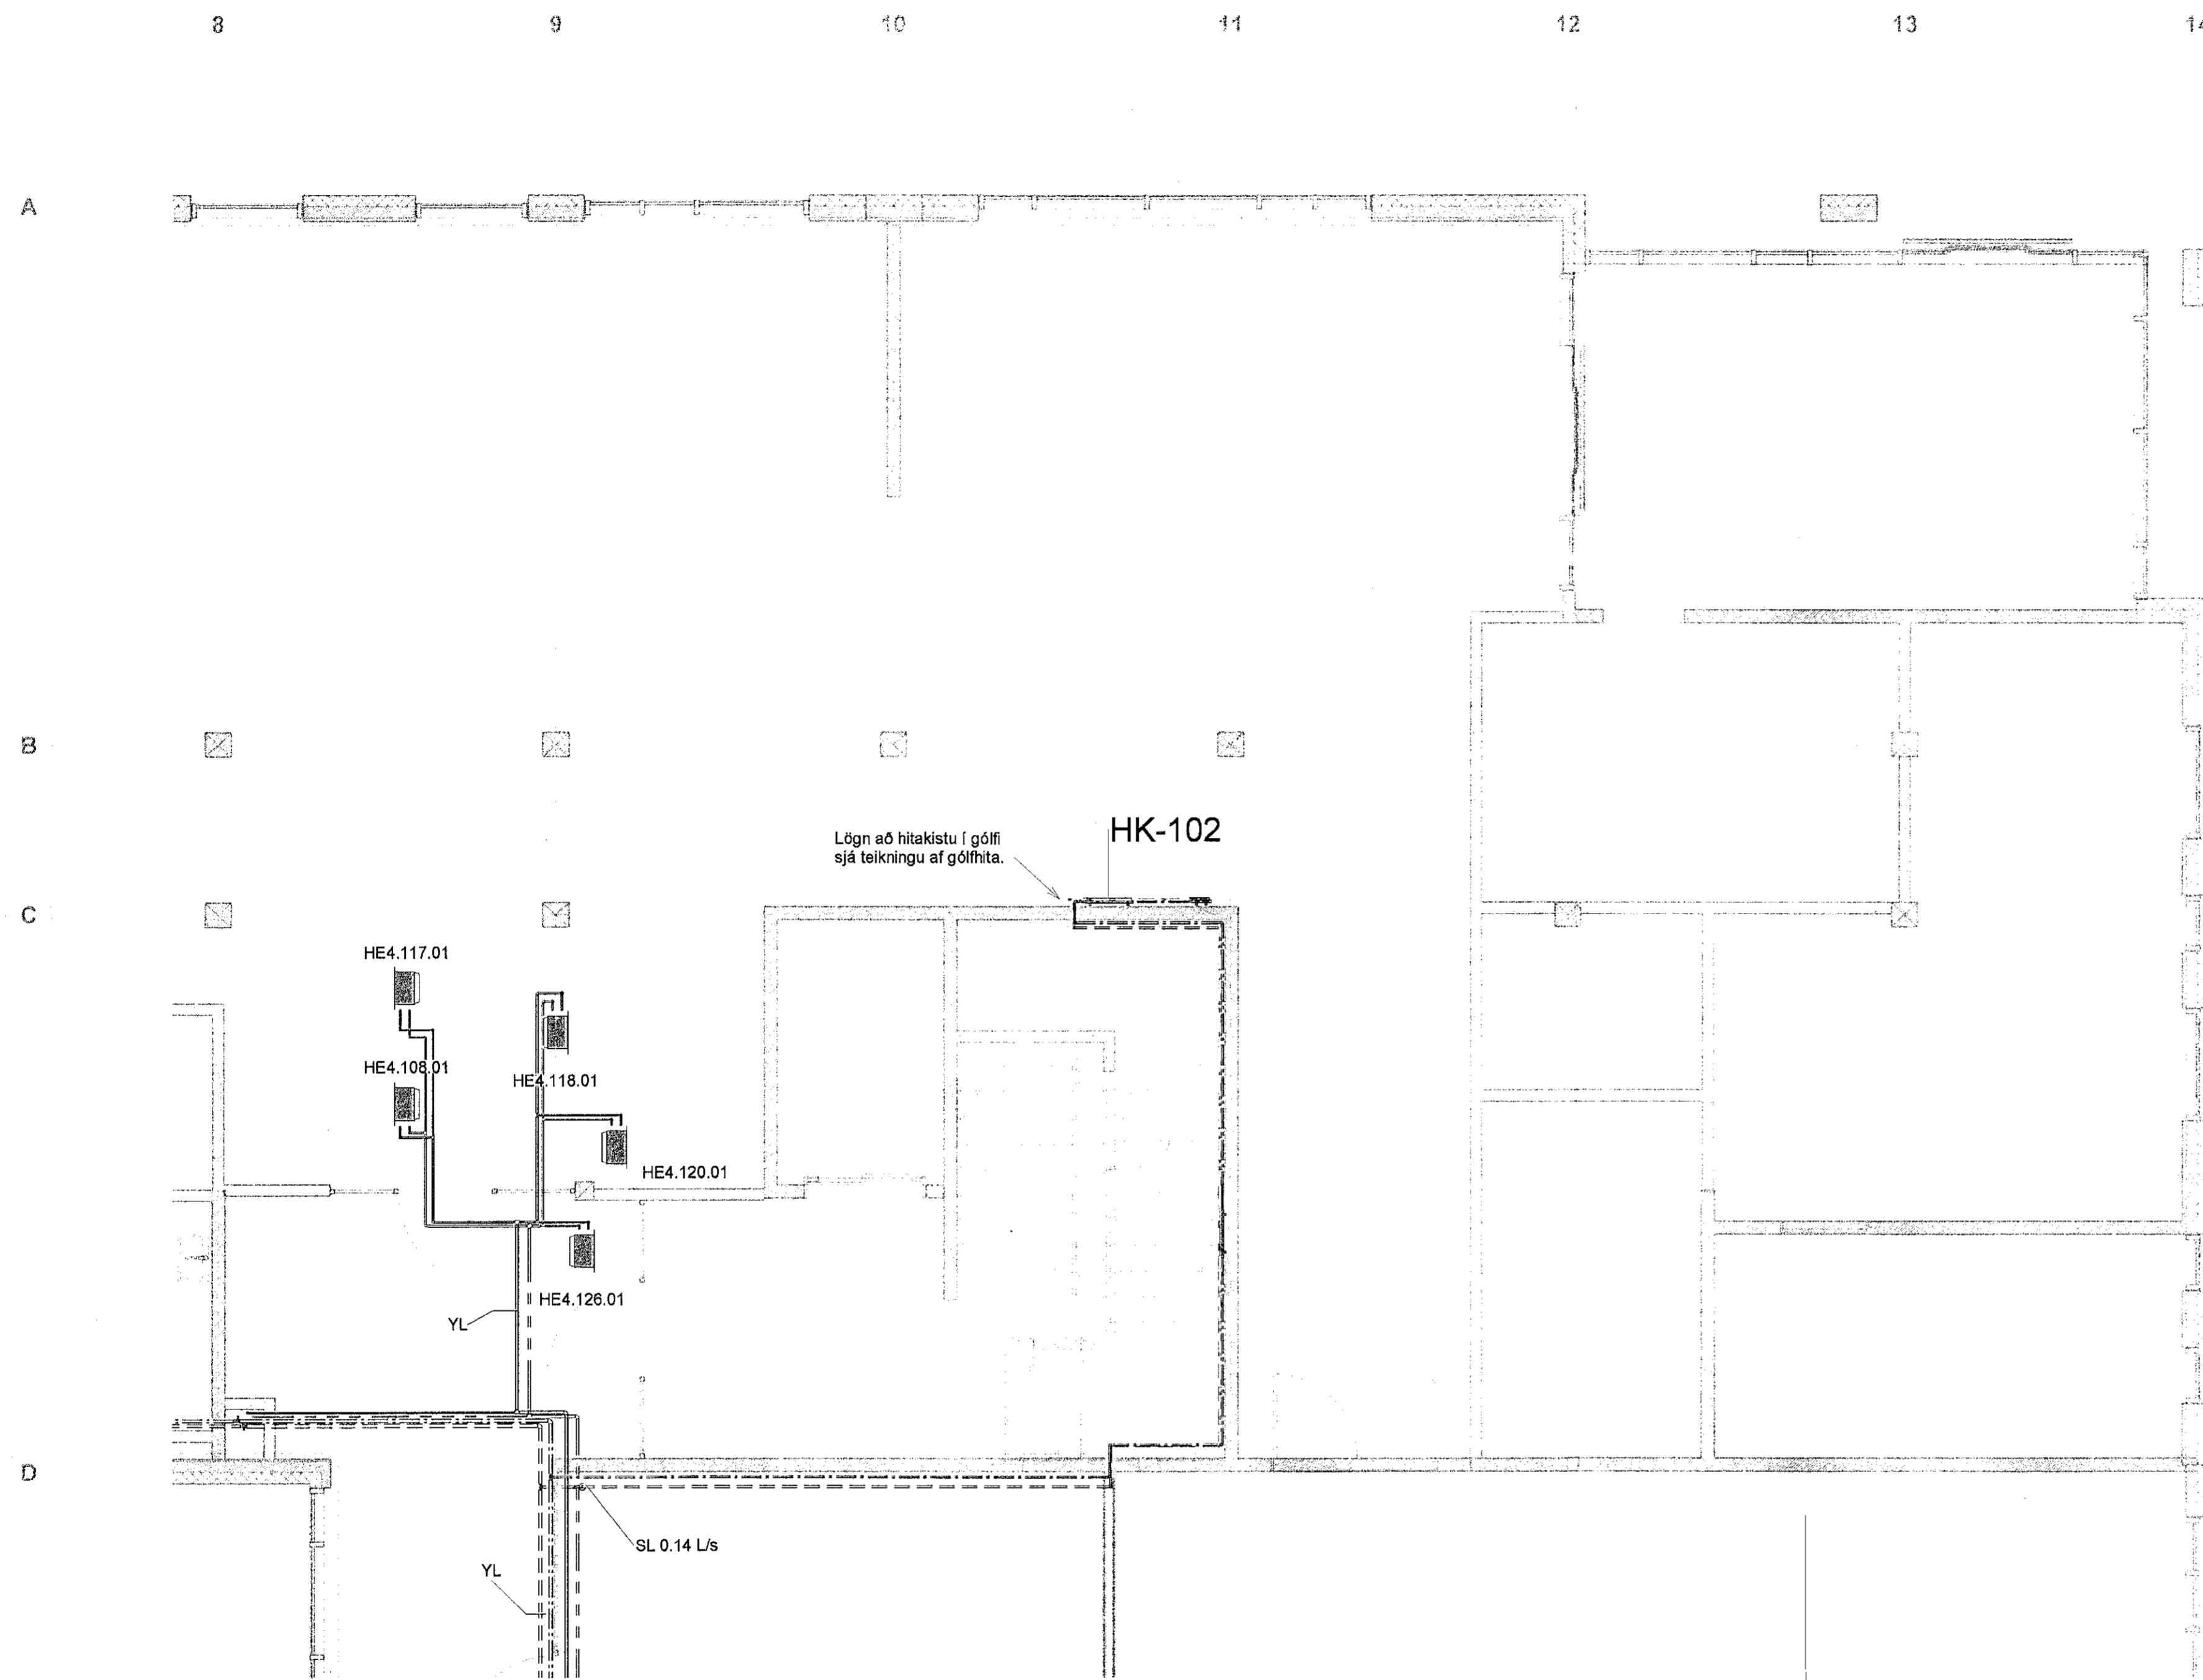 8 9 10 11 12 13 14
A
B
HK-102
Lögn að hitakistu í gólfi
sjá teikningu af gólfhita.
C
HE4.117.01
HE4.108.01
HE4.118.01
HE4.120.01
HE4.126.01
YL
D
SL 0.14 L/s
YL